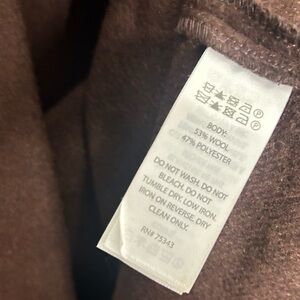 BODY:
53% WOOL
47% POLYESTER
DO NOT WASH. DO NOT
BLEACH. DO NOT
TUMBLE DRY. LOW IRON.
IRON ON REVERSE. DRY
CLEAN ONLY.
RN# 75343